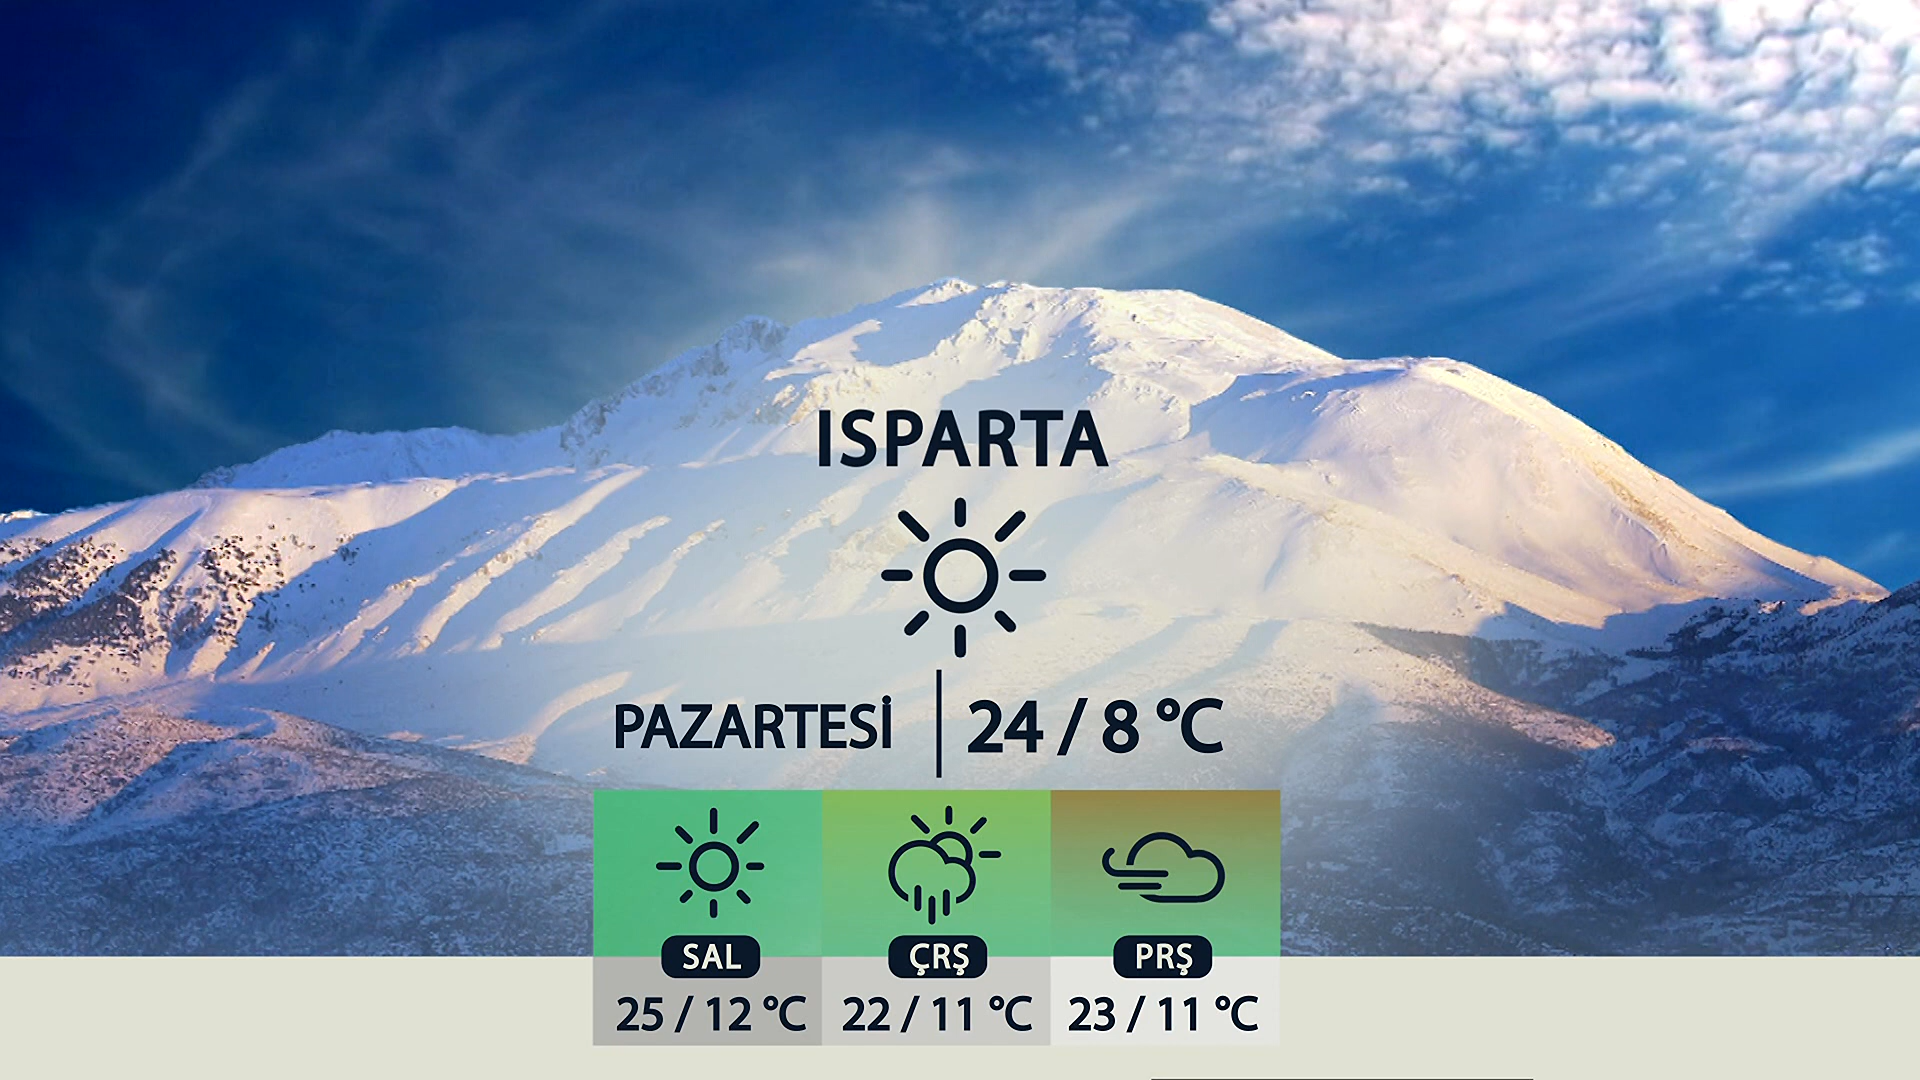 ISPARTA
PAZARTESİ
24 / 8 °C
SAL
ÇRŞ
PRŞ
25 / 12 °C
22 / 11 °C
23 / 11 °C